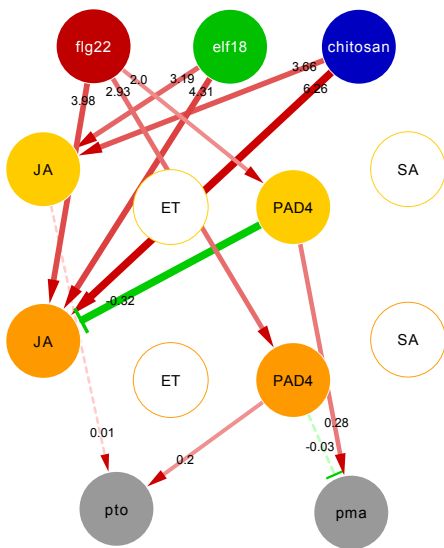 flg22
elf18
chitosan
2.0
3.19
3.66
3.98
2.93
4.31
6.26
JA
SA
ET
PAD4
-0.32
JA
SA
ET
PAD4
0.28
0.01
-0.03
0.2
pto
pma